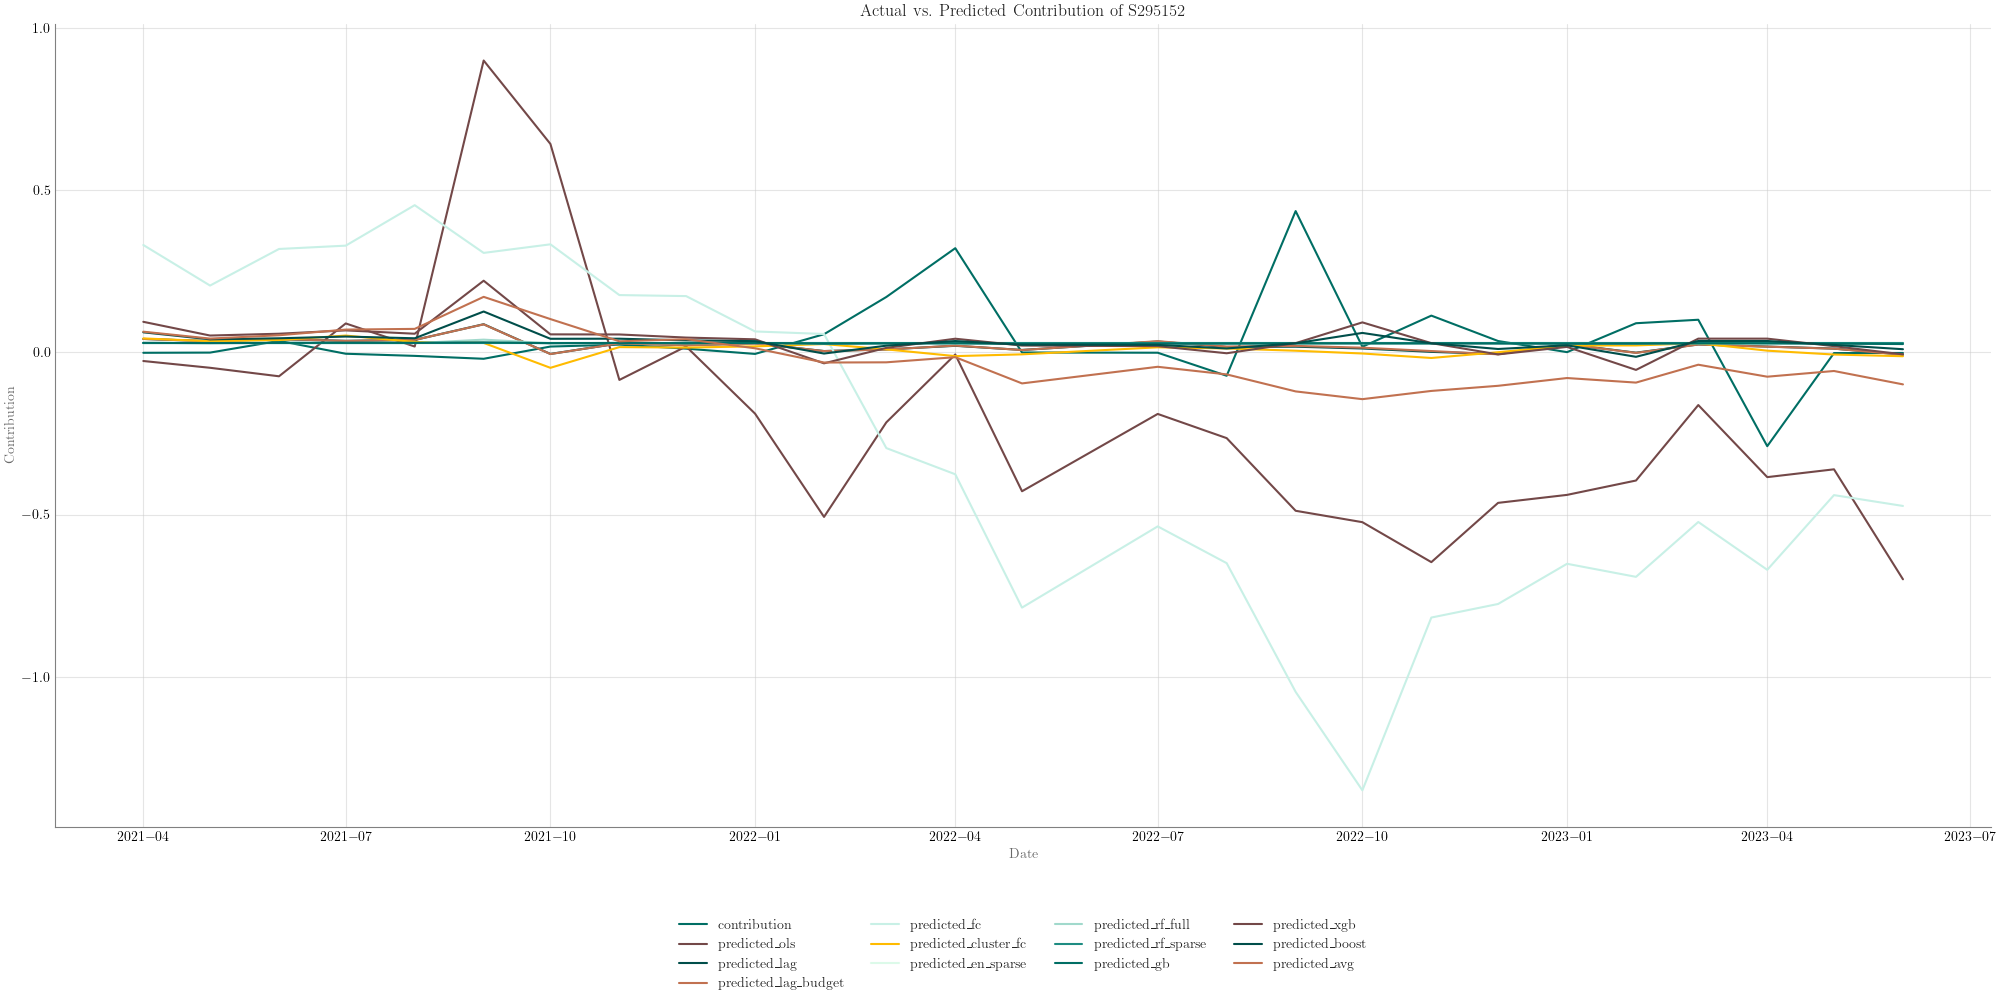 Actual vs. Predicted Contribution of S295152
1.0
0.5
0.0
−0.5
−1.0
Contribution
2021−04 2021−07 2021−10 2022−01 2022−04 2022−07 2022−10 2023−01 2023−04 2023−07
Date
contribution predicted_fc predicted_rf_full predicted_xgb
predicted_ols predicted_cluster_fc predicted_rf_sparse predicted_boost
predicted_lag predicted_en_sparse predicted_gb predicted_avg
predicted_lag_budget